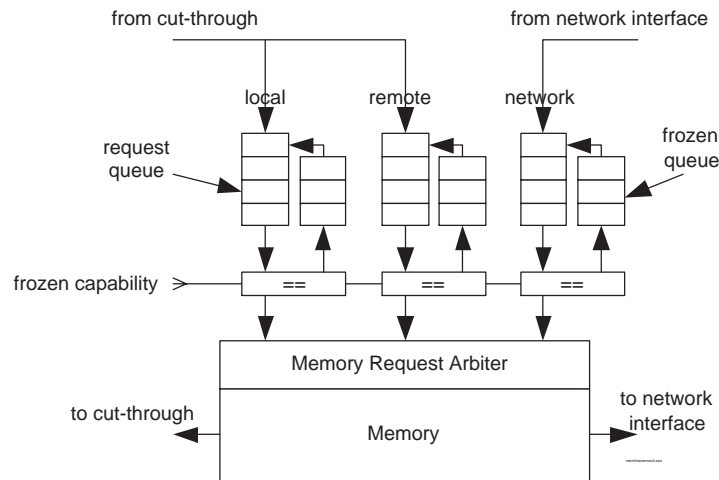 from cut-through
from network interface
local
remote
network
request
queue
frozen
queue
frozen capability
==
==
==
Memory Request Arbiter
to cut-through
Memory
to network
interface